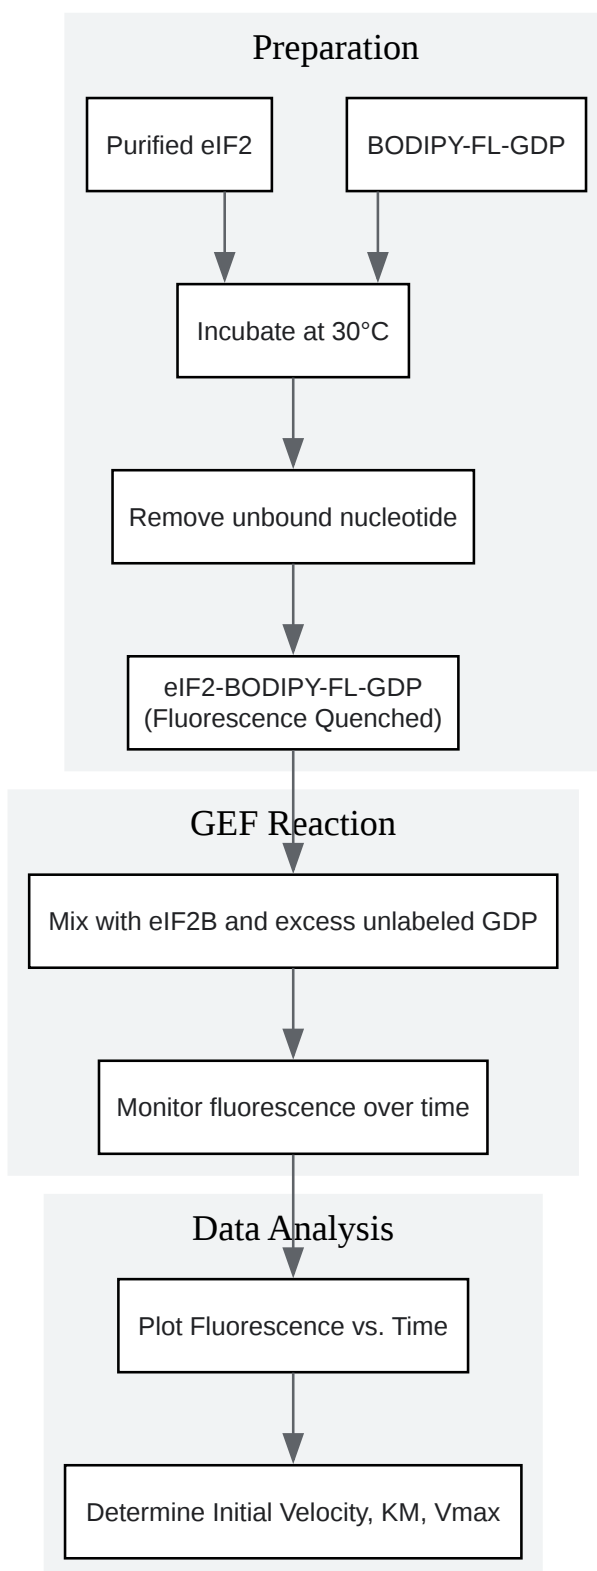 Preparation
Purified eIF2
BODIPY-FL-GDP
Incubate at 30°C
Remove unbound nucleotide
eIF2-BODIPY-FL-GDP
(Fluorescence Quenched)
GEF Reaction
Mix with eIF2B and excess unlabeled GDP
Monitor fluorescence over time
Data Analysis
Plot Fluorescence vs. Time
Determine Initial Velocity, KM, Vmax